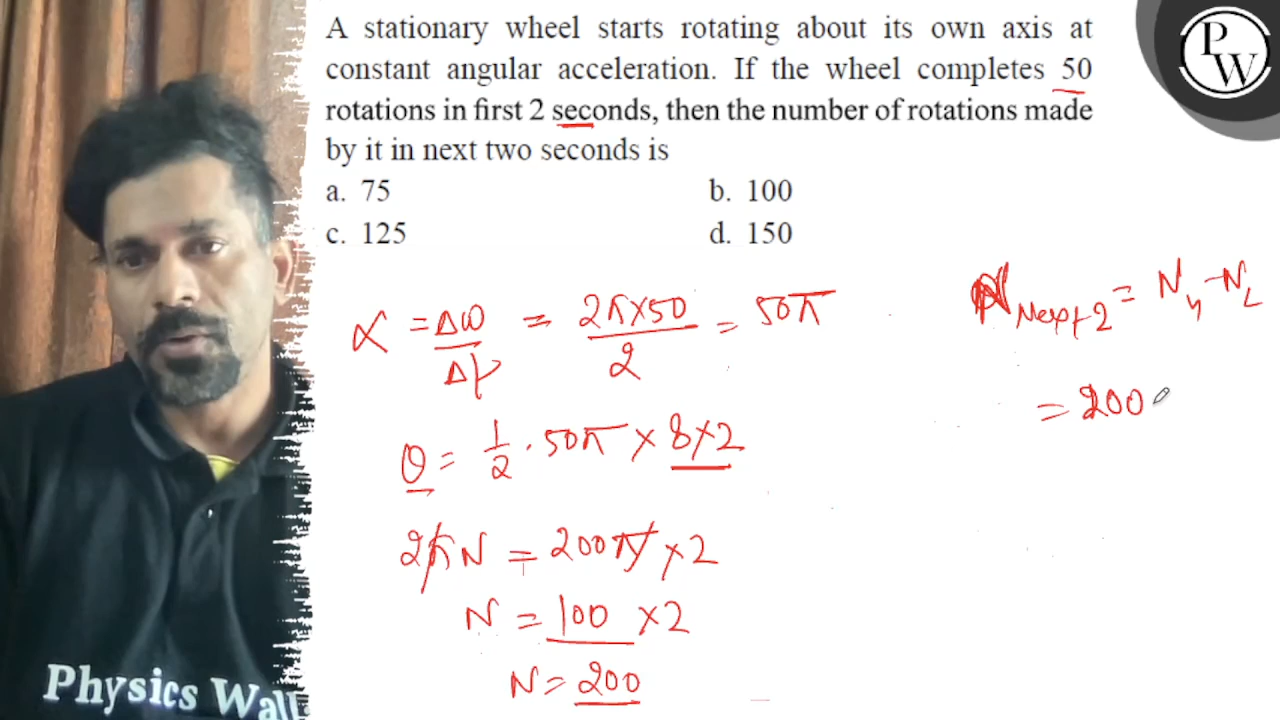 A stationary wheel starts rotating about its own axis at
constant angular acceleration. If the wheel completes 50
rotations in first 2 seconds, then the number of rotations made
by it in next two seconds is
a. 75 b. 100
c. 125 d. 150
α = Δω/Δt = 2π×50/2 = 50π
θ = 1/2 · 50π × 8×2
2πN = 200π × 2
N = 100 × 2
N = 200
N Next 2 = N4 - N2
= 200
PW
Physics Wall